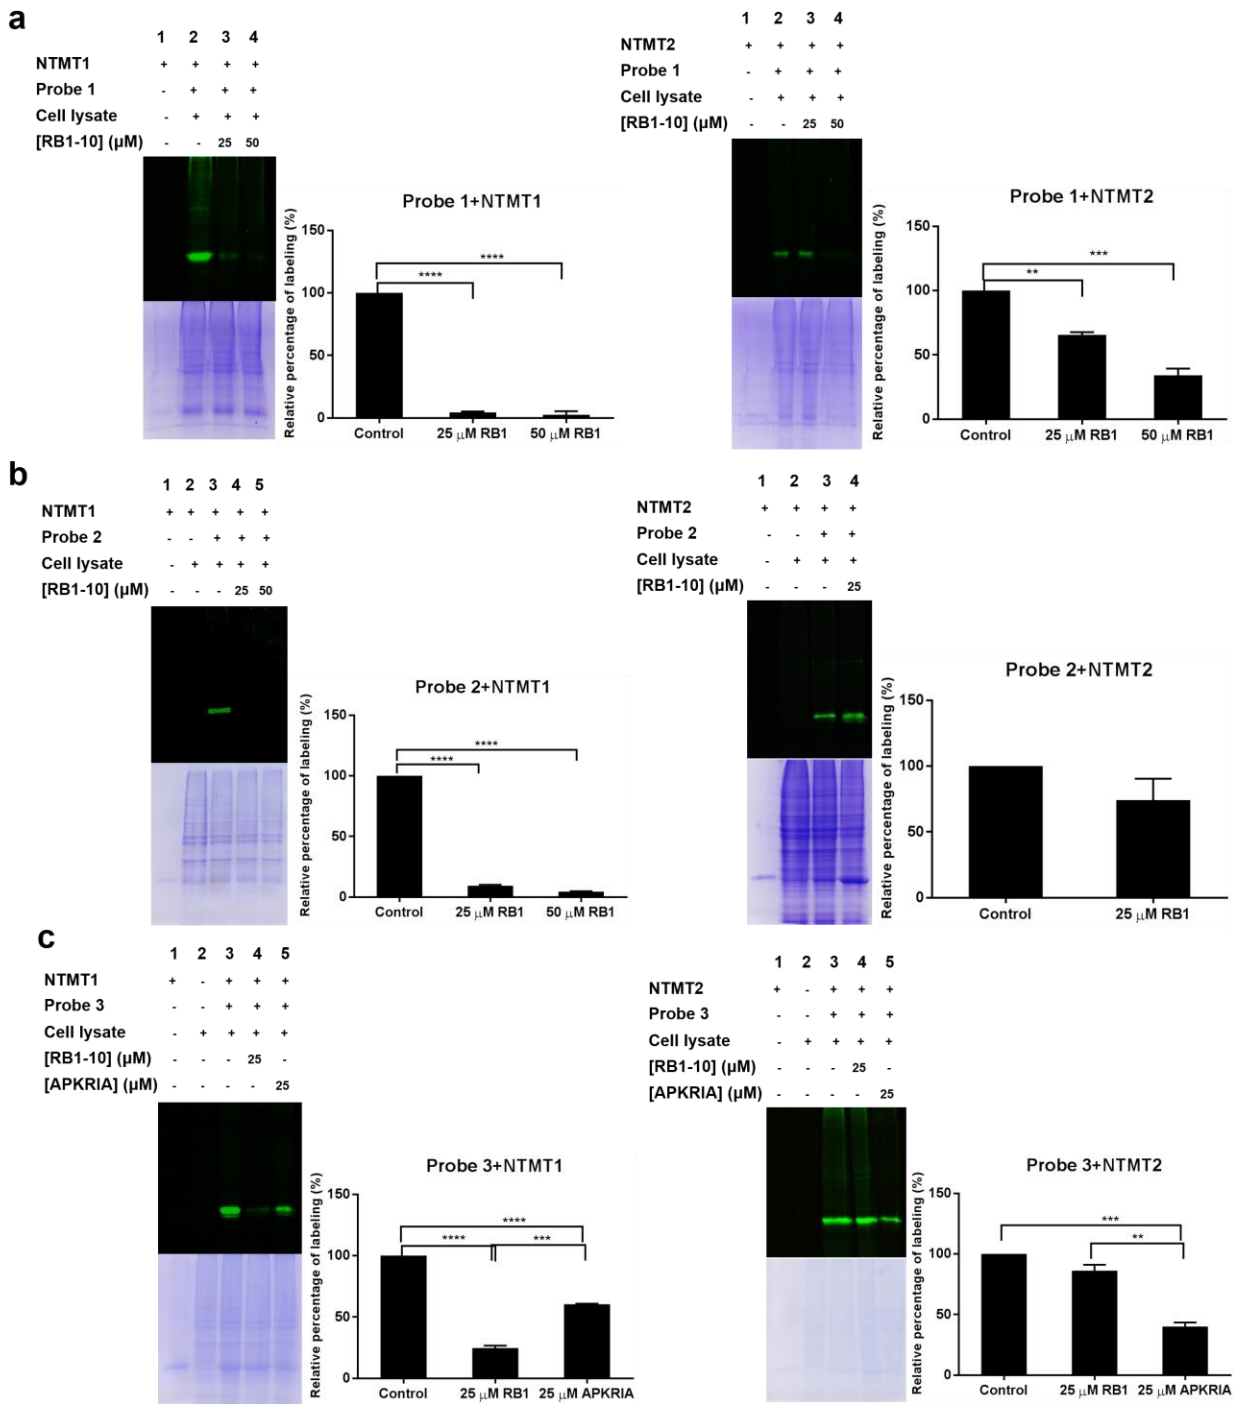 a
1 2 3 4
NTMT1 + + + +
Probe 1 - + + +
Cell lysate - + + +
[RB1-10] (μM) - - 25 50
Probe 1+NTMT1
Relative percentage of labeling (%)
150
100
50
0
**** ****
Control 25 μM RB1 50 μM RB1
1 2 3 4
NTMT2 + + + +
Probe 1 - + + +
Cell lysate - + + +
[RB1-10] (μM) - - 25 50
Probe 1+NTMT2
Relative percentage of labeling (%)
150
100
50
0
** ***
Control 25 μM RB1 50 μM RB1
b
1 2 3 4 5
NTMT1 + + + + +
Probe 2 - - + + +
Cell lysate - + + + +
[RB1-10] (μM) - - - 25 50
Probe 2+NTMT1
Relative percentage of labeling (%)
150
100
50
0
**** ****
Control 25 μM RB1 50 μM RB1
1 2 3 4
NTMT2 + + + +
Probe 2 - - + +
Cell lysate - + + +
[RB1-10] (μM) - - - 25
Probe 2+NTMT2
Relative percentage of labeling (%)
150
100
50
0
Control 25 μM RB1
c
1 2 3 4 5
NTMT1 + - + + +
Probe 3 - - + + +
Cell lysate - + + + +
[RB1-10] (μM) - - - 25 -
[APKRIA] (μM) - - - - 25
Probe 3+NTMT1
Relative percentage of labeling (%)
150
100
50
0
****
**** ***
Control 25 μM RB1 25 μM APKRIA
1 2 3 4 5
NTMT2 + - + + +
Probe 3 - - + + +
Cell lysate - + + + +
[RB1-10] (μM) - - - 25 -
[APKRIA] (μM) - - - - 25
Probe 3+NTMT2
Relative percentage of labeling (%)
150
100
50
0
***
**
Control 25 μM RB1 25 μM APKRIA